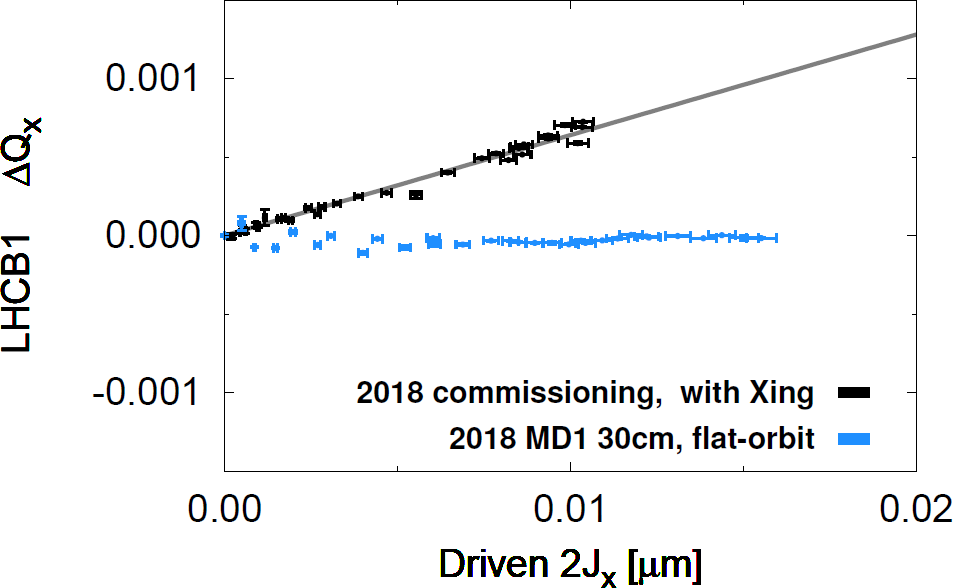 LHCB1 ΔQx
0.001
0.000
-0.001
2018 commissioning, with Xing
2018 MD1 30cm, flat-orbit
0.00 0.01 0.02
Driven 2Jx [μm]